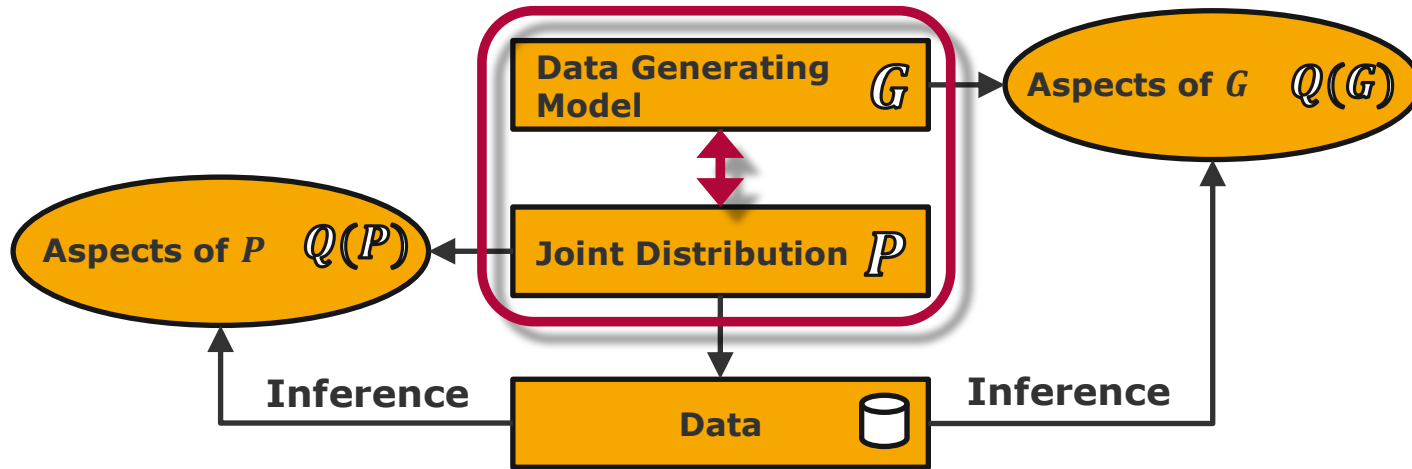 Data Generating
Model G
Aspects of G Q(G)
Aspects of P Q(P)
Joint Distribution P
Inference
Inference
Data